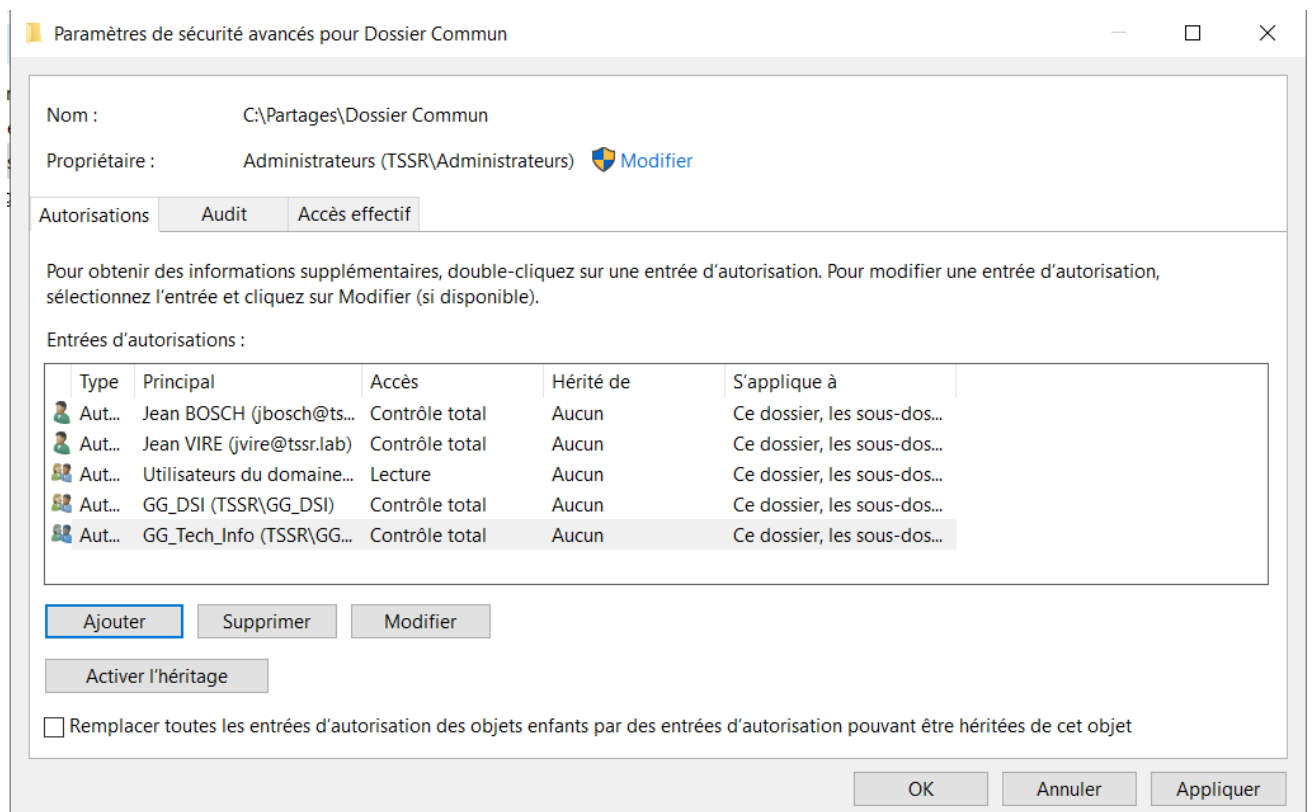 Paramètres de sécurité avancés pour Dossier Commun
Nom : C:\Partages\Dossier Commun
Propriétaire : Administrateurs (TSSR\Administrateurs) Modifier
Autorisations Audit Accès effectif
Pour obtenir des informations supplémentaires, double-cliquez sur une entrée d'autorisation. Pour modifier une entrée d'autorisation,
sélectionnez l'entrée et cliquez sur Modifier (si disponible).
Entrées d'autorisations :
Type Principal Accès Hérité de S'applique à
Aut... Jean BOSCH (jbosch@ts... Contrôle total Aucun Ce dossier, les sous-dos...
Aut... Jean VIRE (jvire@tssr.lab) Contrôle total Aucun Ce dossier, les sous-dos...
Aut... Utilisateurs du domaine... Lecture Aucun Ce dossier, les sous-dos...
Aut... GG_DSI (TSSR\GG_DSI) Contrôle total Aucun Ce dossier, les sous-dos...
Aut... GG_Tech_Info (TSSR\GG... Contrôle total Aucun Ce dossier, les sous-dos...
Ajouter Supprimer Modifier
Activer l'héritage
Remplacer toutes les entrées d'autorisation des objets enfants par des entrées d'autorisation pouvant être héritées de cet objet
OK Annuler Appliquer